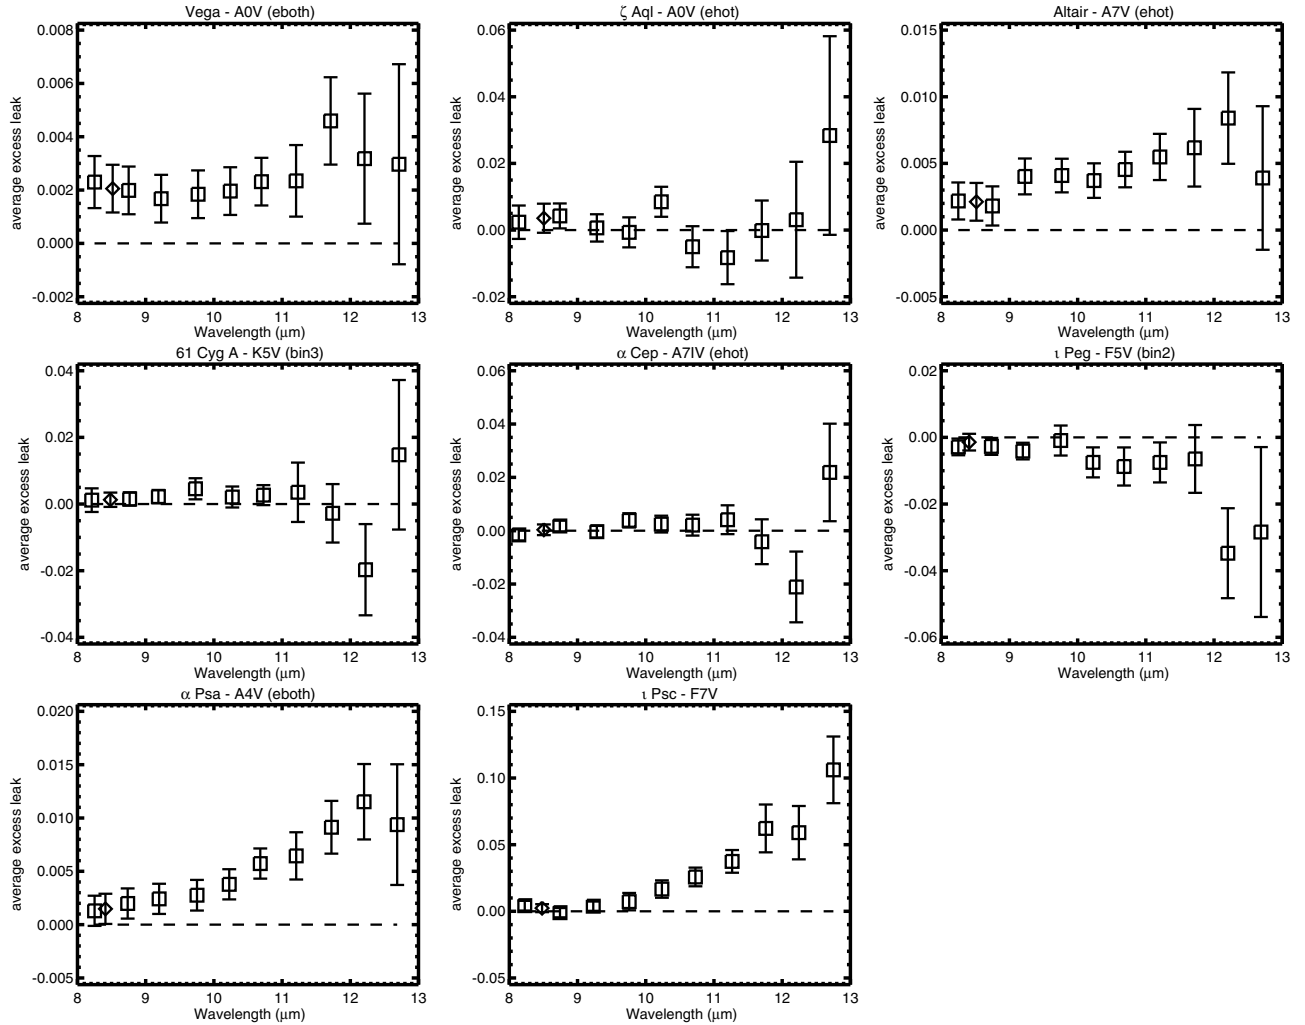 Vega - A0V (eboth)
average excess leak
0.008
0.006
0.004
0.002
0.000
-0.002
8 9 10 11 12 13
Wavelength (μm)
ζ Aql - A0V (ehot)
average excess leak
0.06
0.04
0.02
0.00
-0.02
8 9 10 11 12 13
Wavelength (μm)
Altair - A7V (ehot)
average excess leak
0.015
0.010
0.005
0.000
-0.005
8 9 10 11 12 13
Wavelength (μm)
61 Cyg A - K5V (bin3)
average excess leak
0.04
0.02
0.00
-0.02
-0.04
8 9 10 11 12 13
Wavelength (μm)
α Cep - A7IV (ehot)
average excess leak
0.06
0.04
0.02
0.00
-0.02
-0.04
8 9 10 11 12 13
Wavelength (μm)
ι Peg - F5V (bin2)
average excess leak
0.02
0.00
-0.02
-0.04
-0.06
8 9 10 11 12 13
Wavelength (μm)
α Psa - A4V (eboth)
average excess leak
0.020
0.015
0.010
0.005
0.000
-0.005
8 9 10 11 12 13
Wavelength (μm)
ι Psc - F7V
average excess leak
0.15
0.10
0.05
0.00
-0.05
8 9 10 11 12 13
Wavelength (μm)